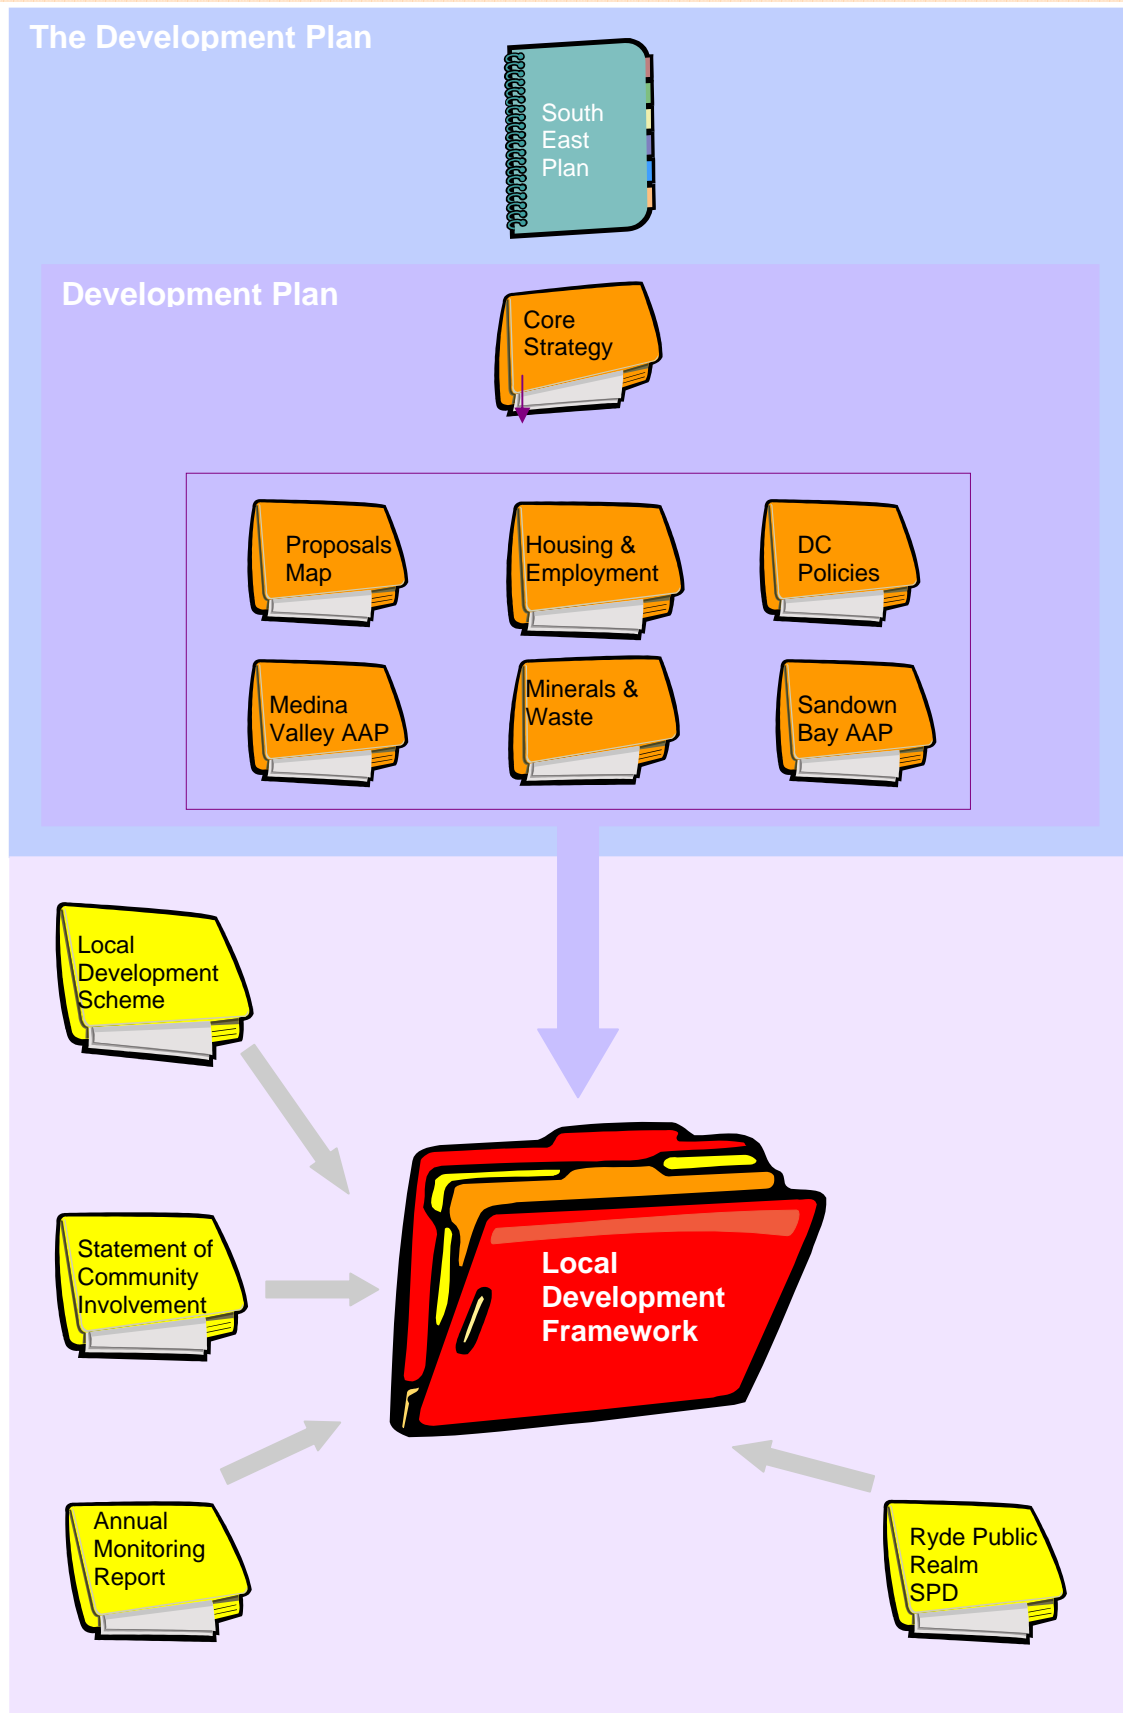 The Development Plan
South
East
Plan
Development Plan
Core
Strategy
Proposals
Map
Housing &
Employment
DC
Policies
Medina
Valley AAP
Minerals &
Waste
Sandown
Bay AAP
Local
Development
Scheme
Statement of
Community
Involvement
Local
Development
Framework
Annual
Monitoring
Report
Ryde Public
Realm
SPD